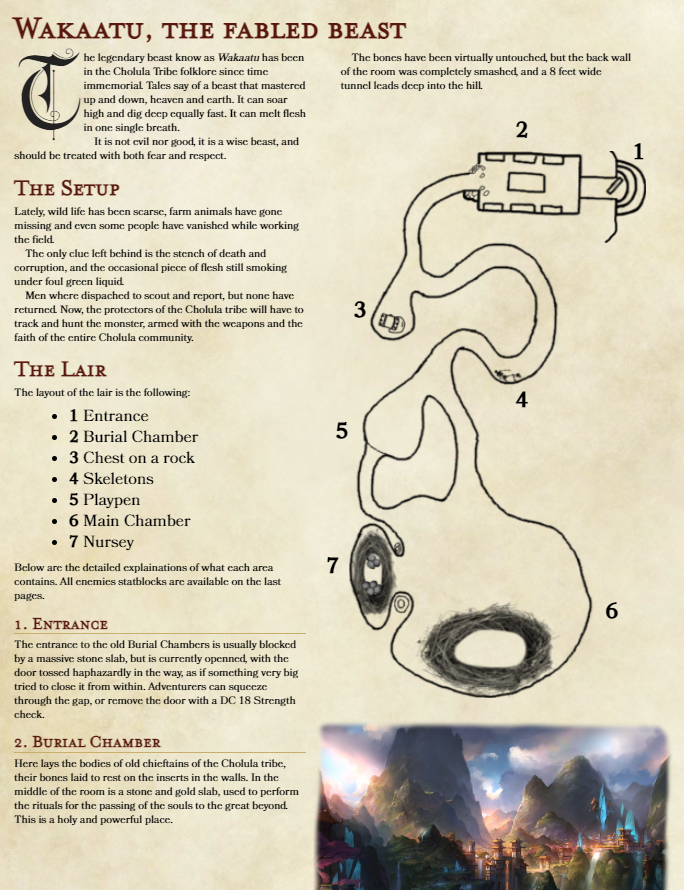 Wakaatu, the fabled beast
The legendary beast know as Wakaatu has been
in the Cholula Tribe folklore since time
immemorial. Tales say of a beast that mastered
up and down, heaven and earth. It can soar
high and dig deep equally fast. It can melt flesh
in one single breath.
It is not evil nor good, it is a wise beast, and
should be treated with both fear and respect.
The Setup
Lately, wild life has been scarse, farm animals have gone
missing and even some people have vanished while working
the field.
The only clue left behind is the stench of death and
corruption, and the occasional piece of flesh still smoking
under foul green liquid.
Men where dispached to scout and report, but none have
returned. Now, the protectors of the Cholula tribe will have to
track and hunt the monster, armed with the weapons and the
faith of the entire Cholula community.
The Lair
The layout of the lair is the following:
• 1 Entrance
• 2 Burial Chamber
• 3 Chest on a rock
• 4 Skeletons
• 5 Playpen
• 6 Main Chamber
• 7 Nursey
Below are the detailed explainations of what each area
contains. All enemies statblocks are available on the last
pages.
1. Entrance
The entrance to the old Burial Chambers is usually blocked
by a massive stone slab, but is currently openned, with the
door tossed haphazardly in the way, as if something very big
tried to close it from within. Adventurers can squeeze
through the gap, or remove the door with a DC 18 Strength
check.
2. Burial Chamber
Here lays the bodies of old chieftains of the Cholula tribe,
their bones laid to rest on the inserts in the walls. In the
middle of the room is a stone and gold slab, used to perform
the rituals for the passing of the souls to the great beyond.
This is a holy and powerful place.
The bones have been virtually untouched, but the back wall
of the room was completely smashed, and a 8 feet wide
tunnel leads deep into the hill.
2
1
3
4
5
7
6